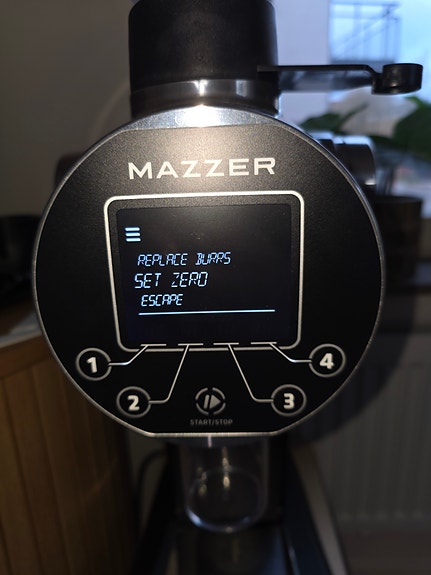 MAZZER
REPLACE BURRS
SET ZERO
ESCAPE
1
4
2
3
START/STOP